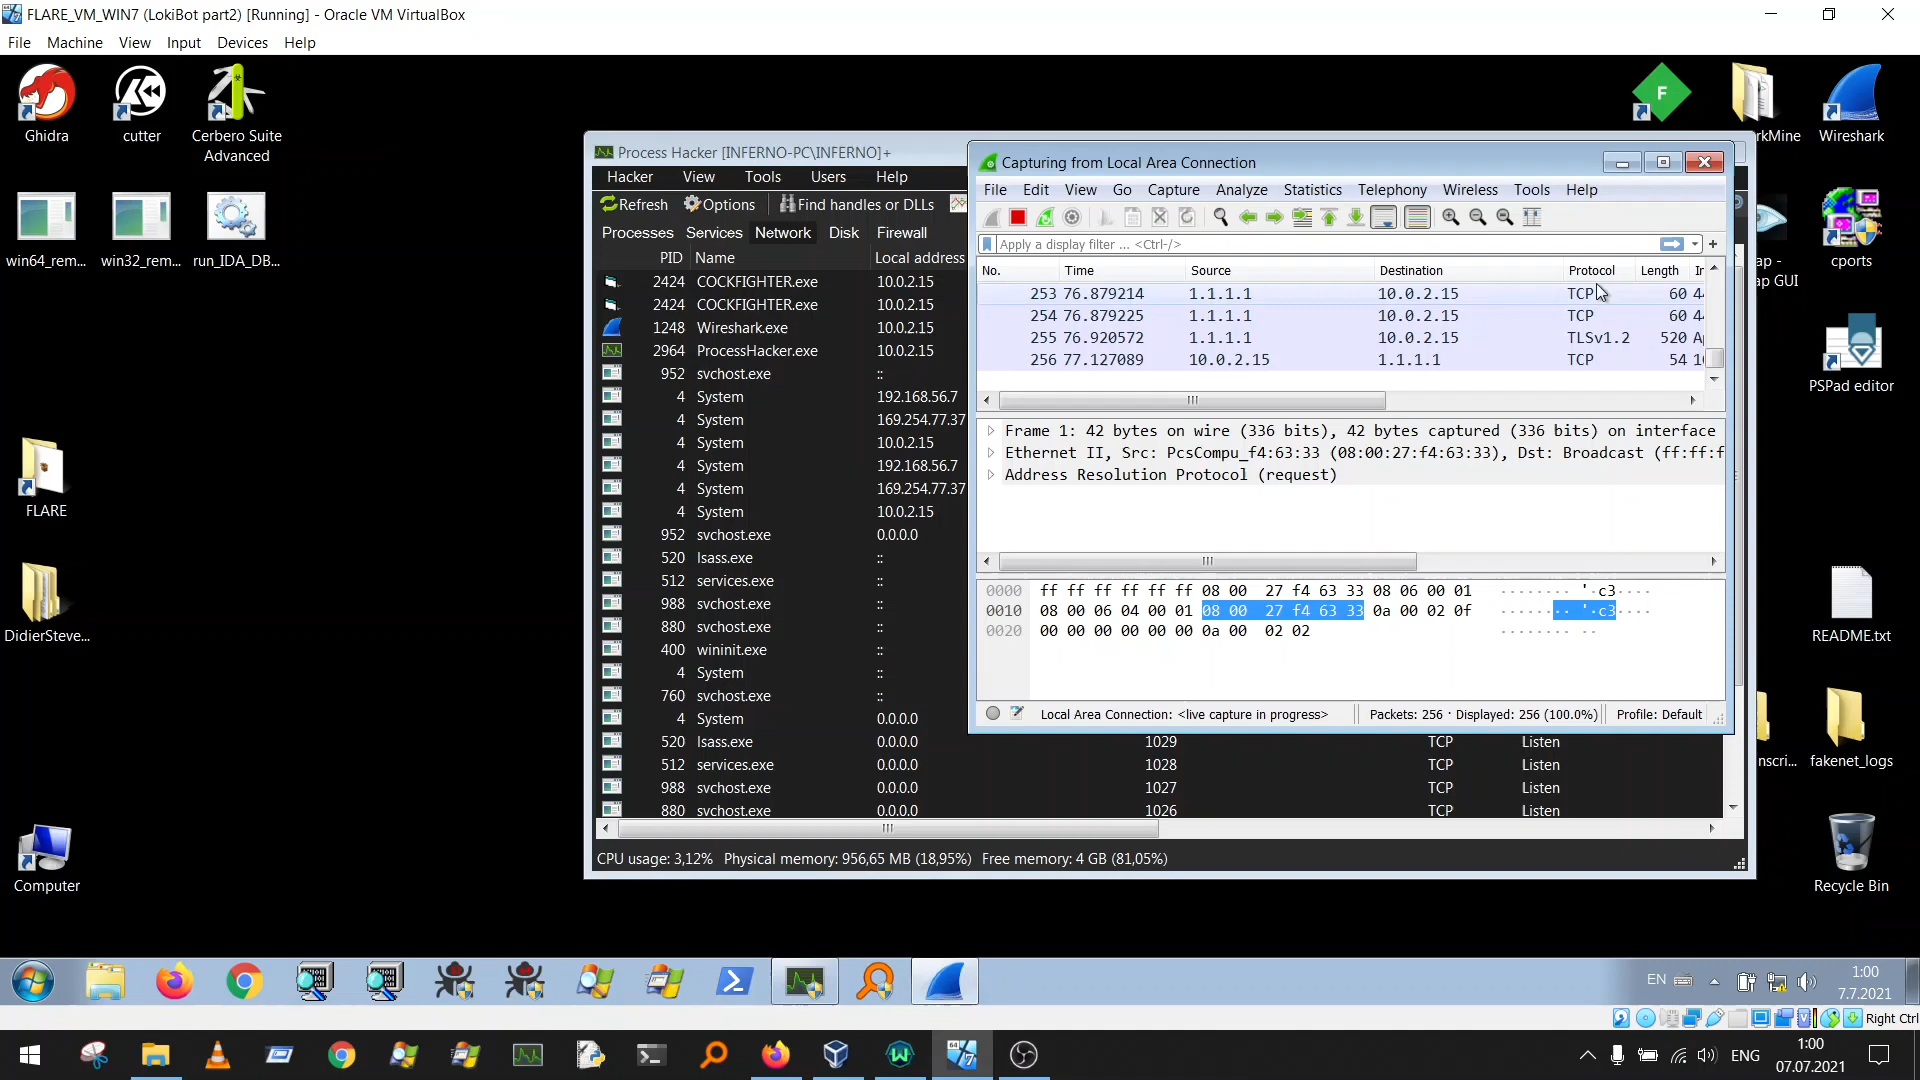 FLARE_VM_WIN7 (LokiBot part2) [Running] - Oracle VM VirtualBox
File Machine View Input Devices Help
Ghidra
cutter
Cerbero Suite
Advanced
win64_rem...
win32_rem...
run_IDA_DB...
FLARE
DidierSteve...
Computer
Process Hacker [INFERNO-PC\INFERNO]+
Hacker View Tools Users Help
Refresh Options Find handles or DLLs
Processes Services Network Disk Firewall
PID Name Local address
2424 COCKFIGHTER.exe 10.0.2.15
2424 COCKFIGHTER.exe 10.0.2.15
1248 Wireshark.exe 10.0.2.15
2964 ProcessHacker.exe 10.0.2.15
952 svchost.exe ::
4 System 192.168.56.7
4 System 169.254.77.37
4 System 10.0.2.15
4 System 192.168.56.7
4 System 169.254.77.37
4 System 10.0.2.15
952 svchost.exe 0.0.0.0
520 lsass.exe ::
512 services.exe ::
988 svchost.exe ::
880 svchost.exe ::
400 wininit.exe ::
4 System ::
760 svchost.exe ::
4 System 0.0.0.0
520 lsass.exe 0.0.0.0 1029 TCP Listen
512 services.exe 0.0.0.0 1028 TCP Listen
988 svchost.exe 0.0.0.0 1027 TCP Listen
880 svchost.exe 0.0.0.0 1026 TCP Listen
CPU usage: 3,12% Physical memory: 956,65 MB (18,95%) Free memory: 4 GB (81,05%)
Capturing from Local Area Connection
File Edit View Go Capture Analyze Statistics Telephony Wireless Tools Help
Apply a display filter ... <Ctrl-/>
No. Time Source Destination Protocol Length
253 76.879214 1.1.1.1 10.0.2.15 TCP 60
254 76.879225 1.1.1.1 10.0.2.15 TCP 60
255 76.920572 1.1.1.1 10.0.2.15 TLSv1.2 520
256 77.127089 10.0.2.15 1.1.1.1 TCP 54
Frame 1: 42 bytes on wire (336 bits), 42 bytes captured (336 bits) on interface
Ethernet II, Src: PcsCompu_f4:63:33 (08:00:27:f4:63:33), Dst: Broadcast (ff:ff:f
Address Resolution Protocol (request)
0000 ff ff ff ff ff ff 08 00 27 f4 63 33 08 06 00 01 ········ '·c3····
0010 08 00 06 04 00 01 08 00 27 f4 63 33 0a 00 02 0f ········ '·c3····
0020 00 00 00 00 00 00 0a 00 02 02 ········ ··
Local Area Connection: <live capture in progress> Packets: 256 · Displayed: 256 (100.0%) Profile: Default
F
rkMine
Wireshark
ap -
ap GUI
cports
PSPad editor
README.txt
nscri...
fakenet_logs
Recycle Bin
EN
1:00
7.7.2021
Right Ctrl
ENG
1:00
07.07.2021